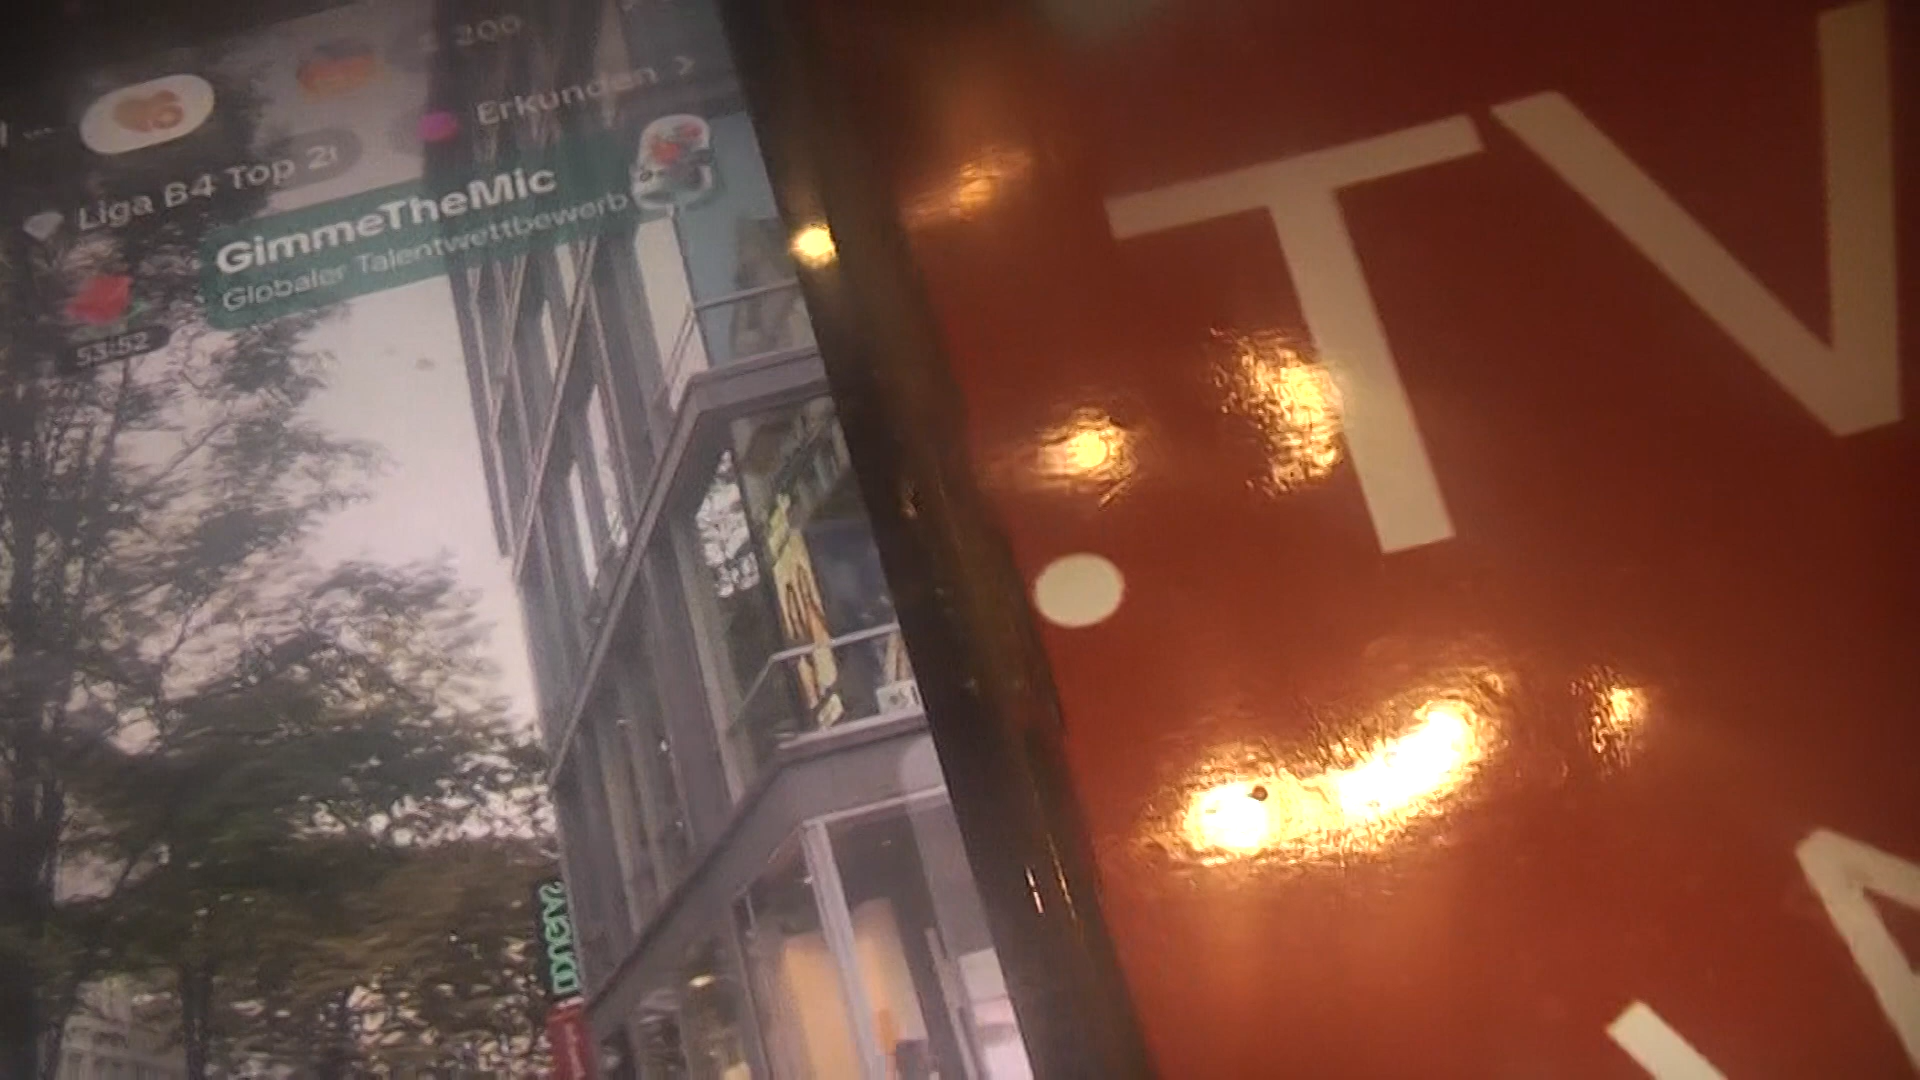 200
Erkunden >
Liga B4 Top 2
GimmeTheMic
Globaler Talentwettbewerb
53:52
TV